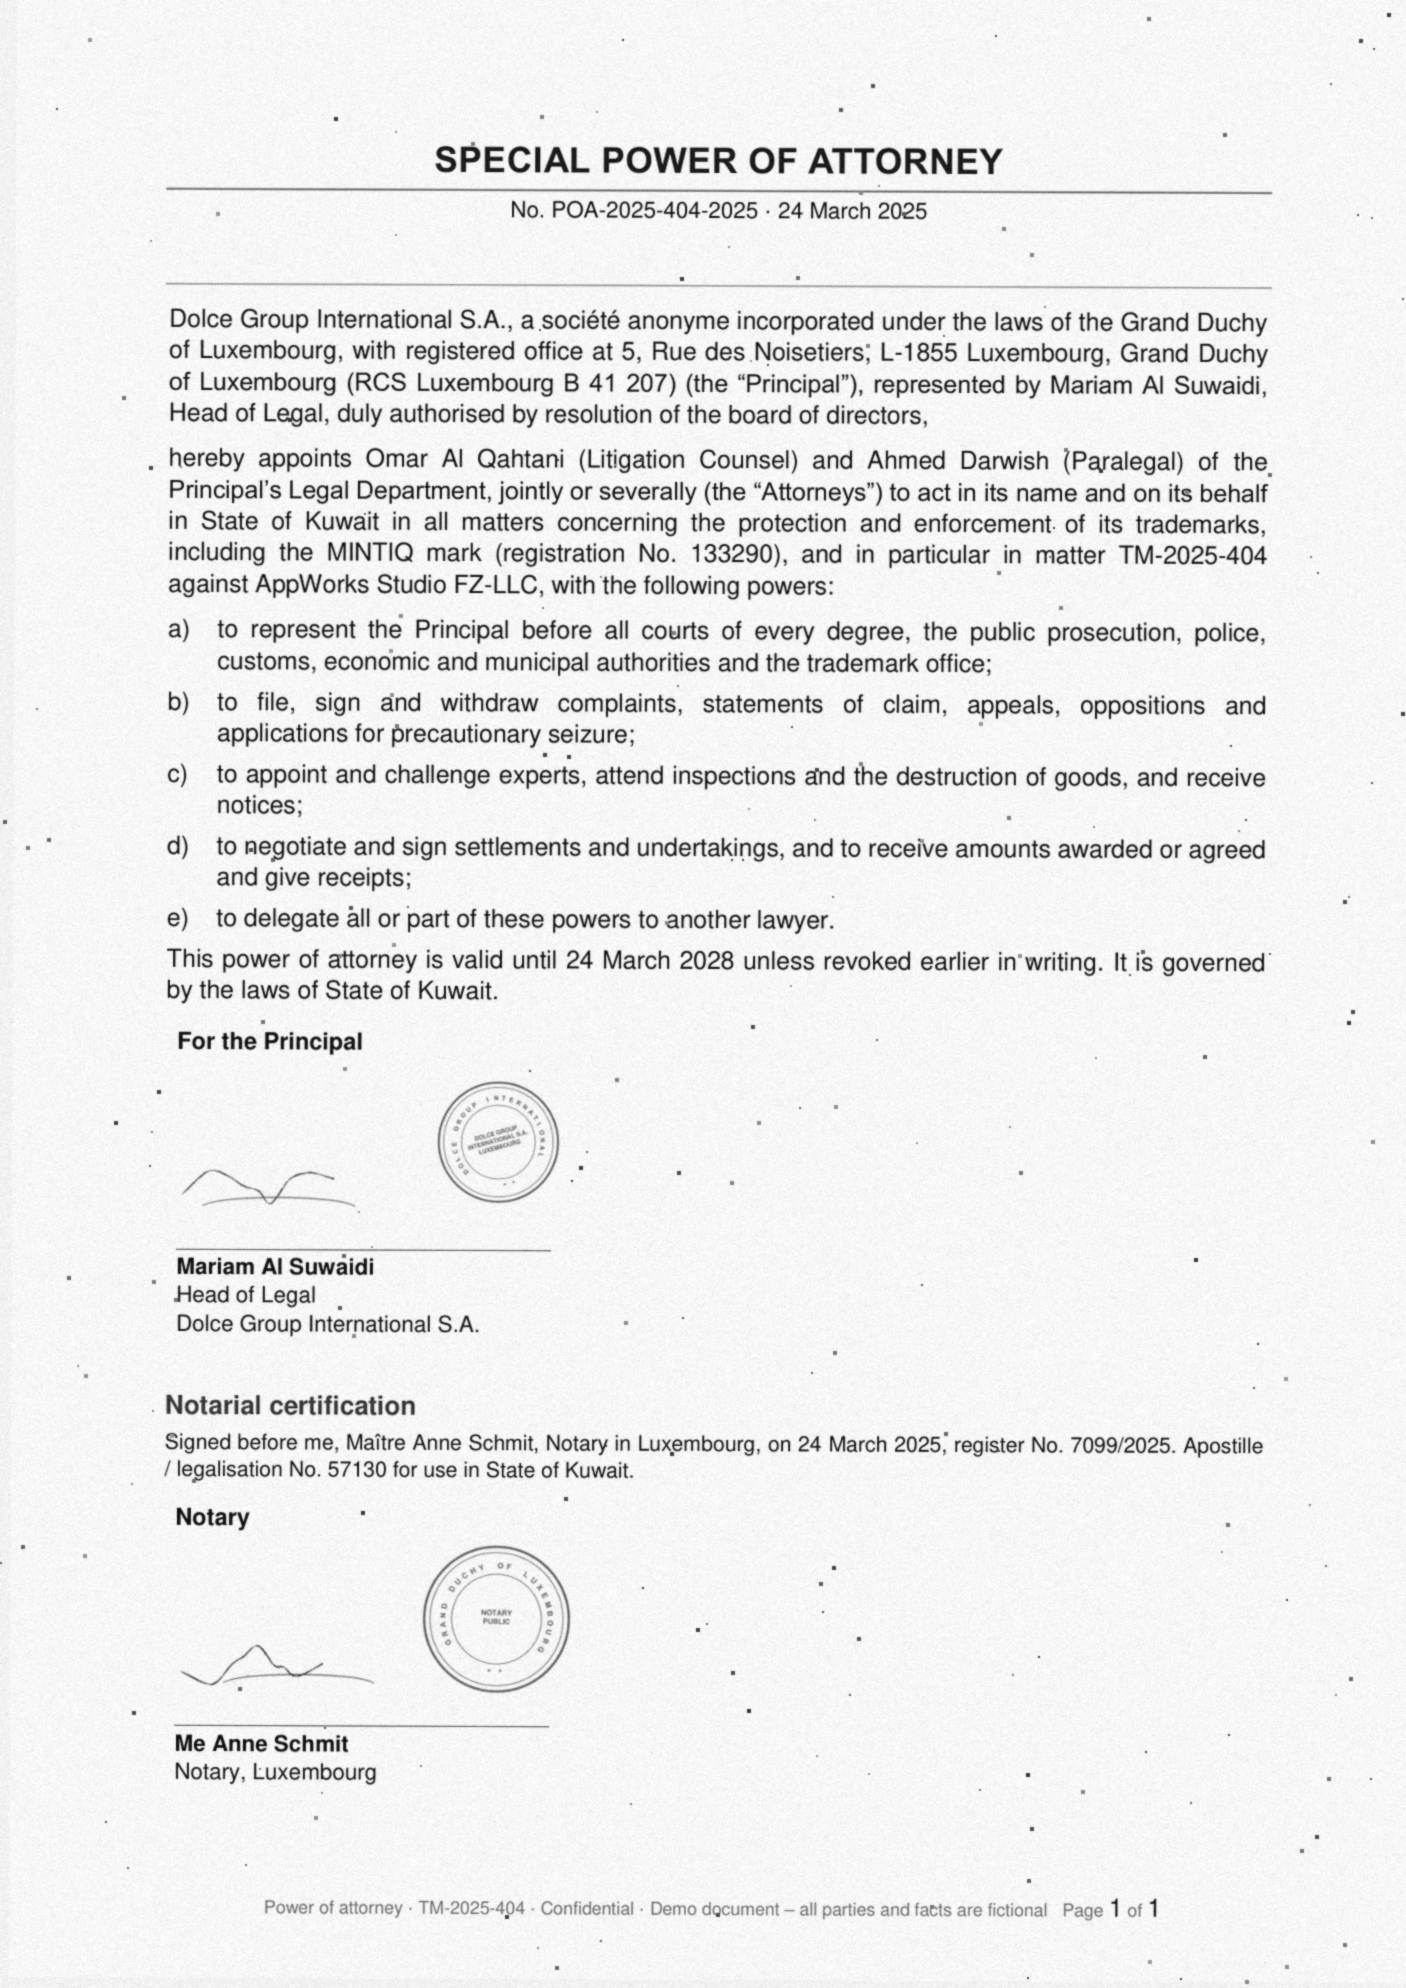 SPECIAL POWER OF ATTORNEY
No. POA-2025-404-2025 · 24 March 2025
Dolce Group International S.A., a société anonyme incorporated under the laws of the Grand Duchy
of Luxembourg, with registered office at 5, Rue des Noisetiers, L-1855 Luxembourg, Grand Duchy
of Luxembourg (RCS Luxembourg B 41 207) (the “Principal”), represented by Mariam Al Suwaidi,
Head of Legal, duly authorised by resolution of the board of directors,
hereby appoints Omar Al Qahtani (Litigation Counsel) and Ahmed Darwish (Paralegal) of the
Principal’s Legal Department, jointly or severally (the “Attorneys”) to act in its name and on its behalf
in State of Kuwait in all matters concerning the protection and enforcement of its trademarks,
including the MINTIQ mark (registration No. 133290), and in particular in matter TM-2025-404
against AppWorks Studio FZ-LLC, with the following powers:
a) to represent the Principal before all courts of every degree, the public prosecution, police,
customs, economic and municipal authorities and the trademark office;
b) to file, sign and withdraw complaints, statements of claim, appeals, oppositions and
applications for precautionary seizure;
c) to appoint and challenge experts, attend inspections and the destruction of goods, and receive
notices;
d) to negotiate and sign settlements and undertakings, and to receive amounts awarded or agreed
and give receipts;
e) to delegate all or part of these powers to another lawyer.
This power of attorney is valid until 24 March 2028 unless revoked earlier in writing. It is governed
by the laws of State of Kuwait.
For the Principal
DOLCE GROUP INTERNATIONAL
DOLCE GROUP
INTERNATIONAL S.A.
LUXEMBOURG
Mariam Al Suwaidi
Head of Legal
Dolce Group International S.A.
Notarial certification
Signed before me, Maître Anne Schmit, Notary in Luxembourg, on 24 March 2025, register No. 7099/2025. Apostille
/ legalisation No. 57130 for use in State of Kuwait.
Notary
GRAND DUCHY OF LUXEMBOURG
NOTARY
PUBLIC
Me Anne Schmit
Notary, Luxembourg
Power of attorney · TM-2025-404 · Confidential · Demo document – all parties and facts are fictional Page 1 of 1